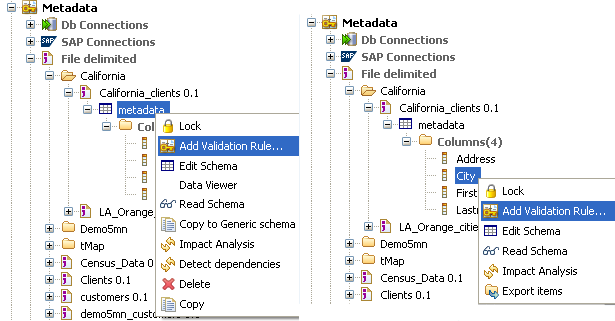 Metadata
Db Connections
SAP Connections
File delimited
California
California_clients 0.1
metadata
Col
LA_Orange.
Demo5mn
tMap
Census_Data 0.
Clients 0.1
customers 0.1
demo5mn_customers 0.1
Lock
Add Validation Rule...
Edit Schema
Data Viewer
Read Schema
Copy to Generic schema
Impact Analysis
Detect dependencies
Delete
Copy
Metadata
Db Connections
SAP Connections
File delimited
California
California_clients 0.1
metadata
Columns(4)
Address
City
First
Last
LA_Orange_citie
Demo5mn
tMap
Census_Data 0.1
Clients 0.1
Lock
Add Validation Rule...
Edit Schema
Read Schema
Impact Analysis
Export items